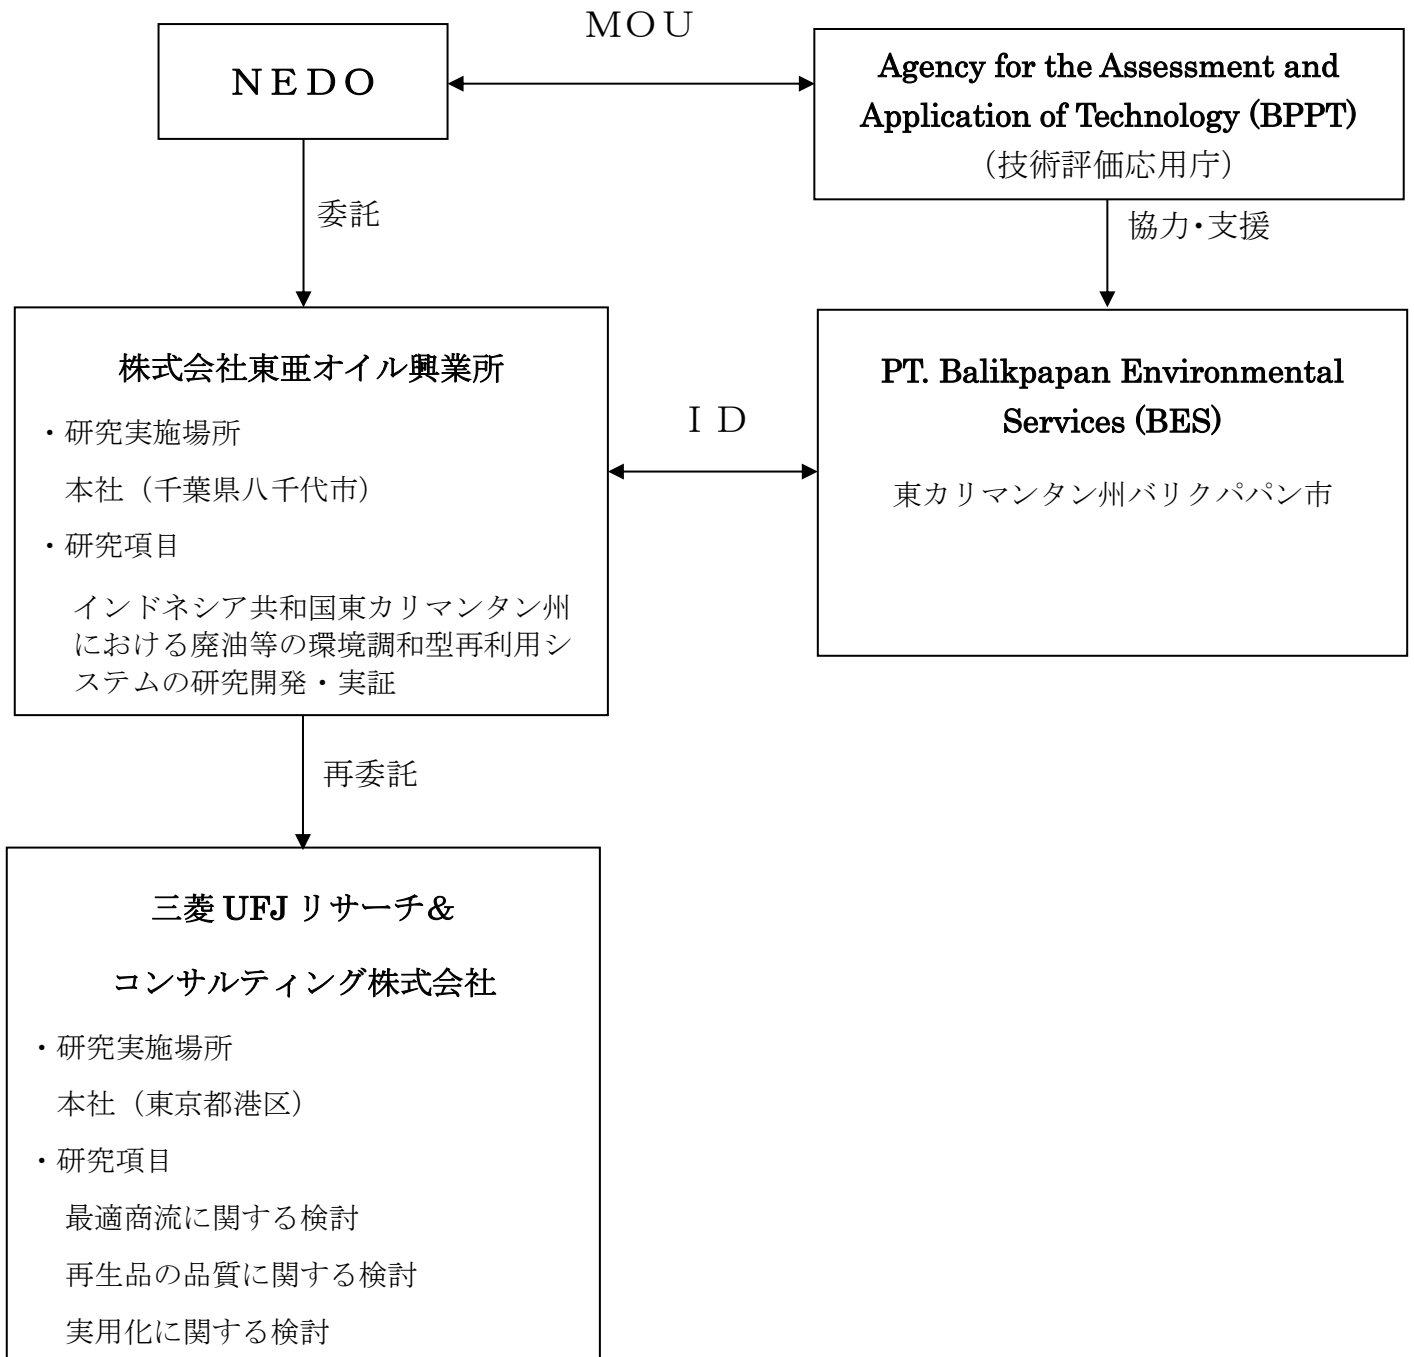 MOU
NEDO
Agency for the Assessment and
Application of Technology (BPPT)
（技術評価応用庁）
委託
協力・支援
株式会社東亜オイル興業所
・研究実施場所
本社（千葉県八千代市）
・研究項目
インドネシア共和国東カリマンタン州
における廃油等の環境調和型再利用シ
ステムの研究開発・実証
ＩＤ
PT. Balikpapan Environmental
Services (BES)
東カリマンタン州バリクパパン市
再委託
三菱 UFJ リサーチ＆
コンサルティング株式会社
・研究実施場所
本社（東京都港区）
・研究項目
最適商流に関する検討
再生品の品質に関する検討
実用化に関する検討